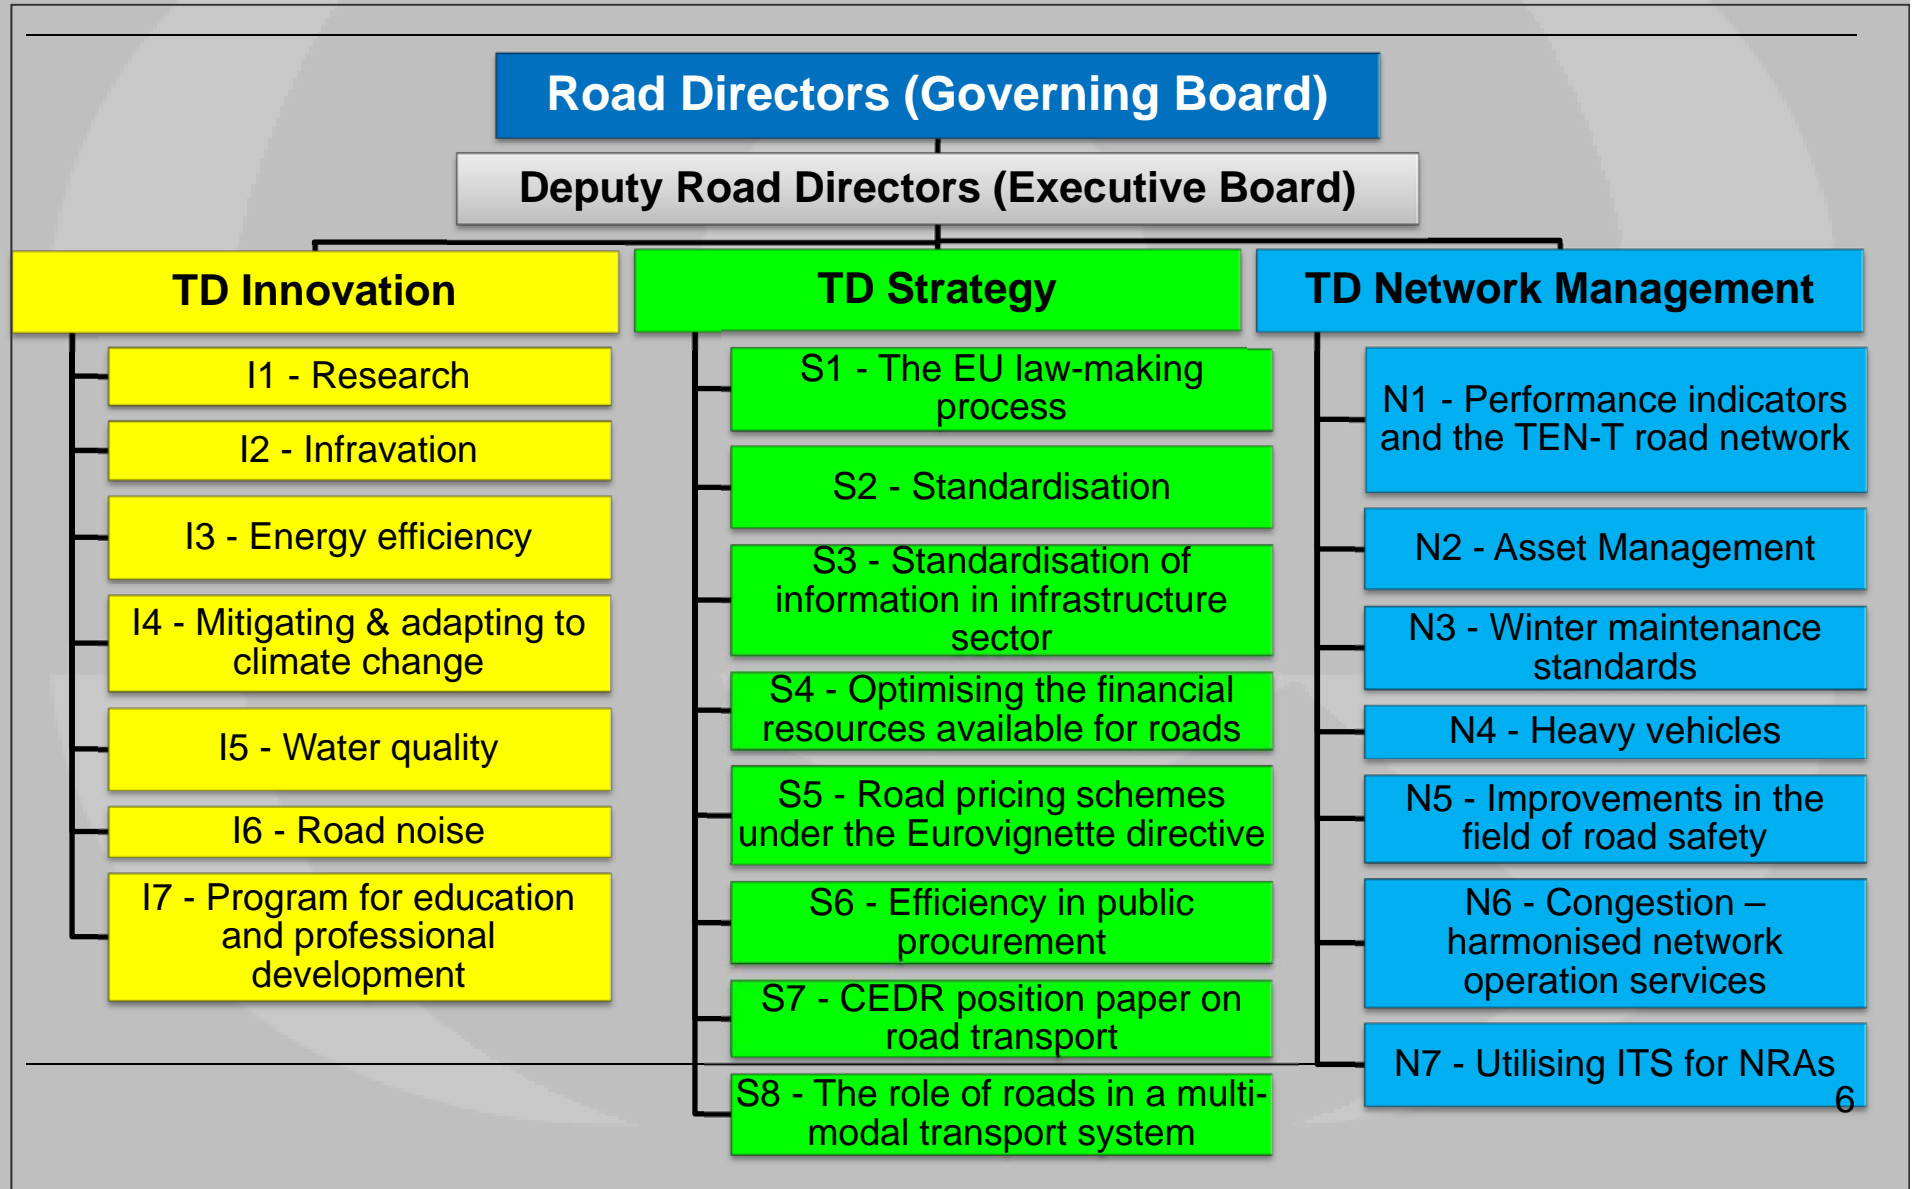 Road Directors (Governing Board)
Deputy Road Directors (Executive Board)
TD Innovation
I1 - Research
I2 - Infravation
I3 - Energy efficiency
I4 - Mitigating & adapting to
climate change
I5 - Water quality
I6 - Road noise
I7 - Program for education
and professional
development
TD Strategy
S1 - The EU law-making
process
S2 - Standardisation
S3 - Standardisation of
information in infrastructure
sector
S4 - Optimising the financial
resources available for roads
S5 - Road pricing schemes
under the Eurovignette directive
S6 - Efficiency in public
procurement
S7 - CEDR position paper on
road transport
S8 - The role of roads in a multi-
modal transport system
TD Network Management
N1 - Performance indicators
and the TEN-T road network
N2 - Asset Management
N3 - Winter maintenance
standards
N4 - Heavy vehicles
N5 - Improvements in the
field of road safety
N6 - Congestion –
harmonised network
operation services
N7 - Utilising ITS for NRAs
6